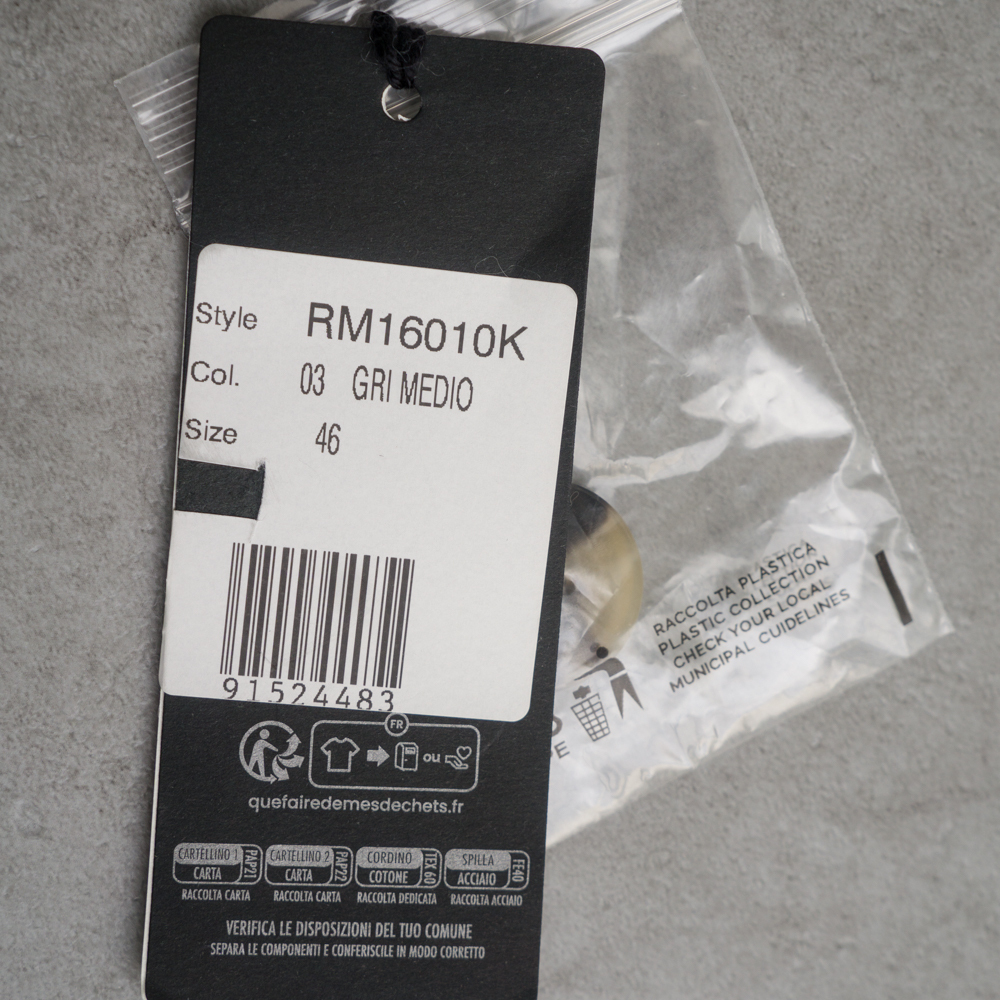 Style RM16010K
Col. 03 GRI MEDIO
Size 46
91524483
FR
ou
quefairedemesdechets.fr
CARTELLINO 1 CARTA PAP21
RACCOLTA CARTA
CARTELLINO 2 CARTA PAP22
RACCOLTA CARTA
CORDINO COTONE TEX 60
RACCOLTA DEDICATA
SPILLA ACCIAIO FE40
RACCOLTA ACCIAIO
VERIFICA LE DISPOSIZIONI DEL TUO COMUNE
SEPARA LE COMPONENTI E CONFERISCILE IN MODO CORRETTO
RACCOLTA PLASTICA
PLASTIC COLLECTION
CHECK YOUR LOCAL
MUNICIPAL GUIDELINES